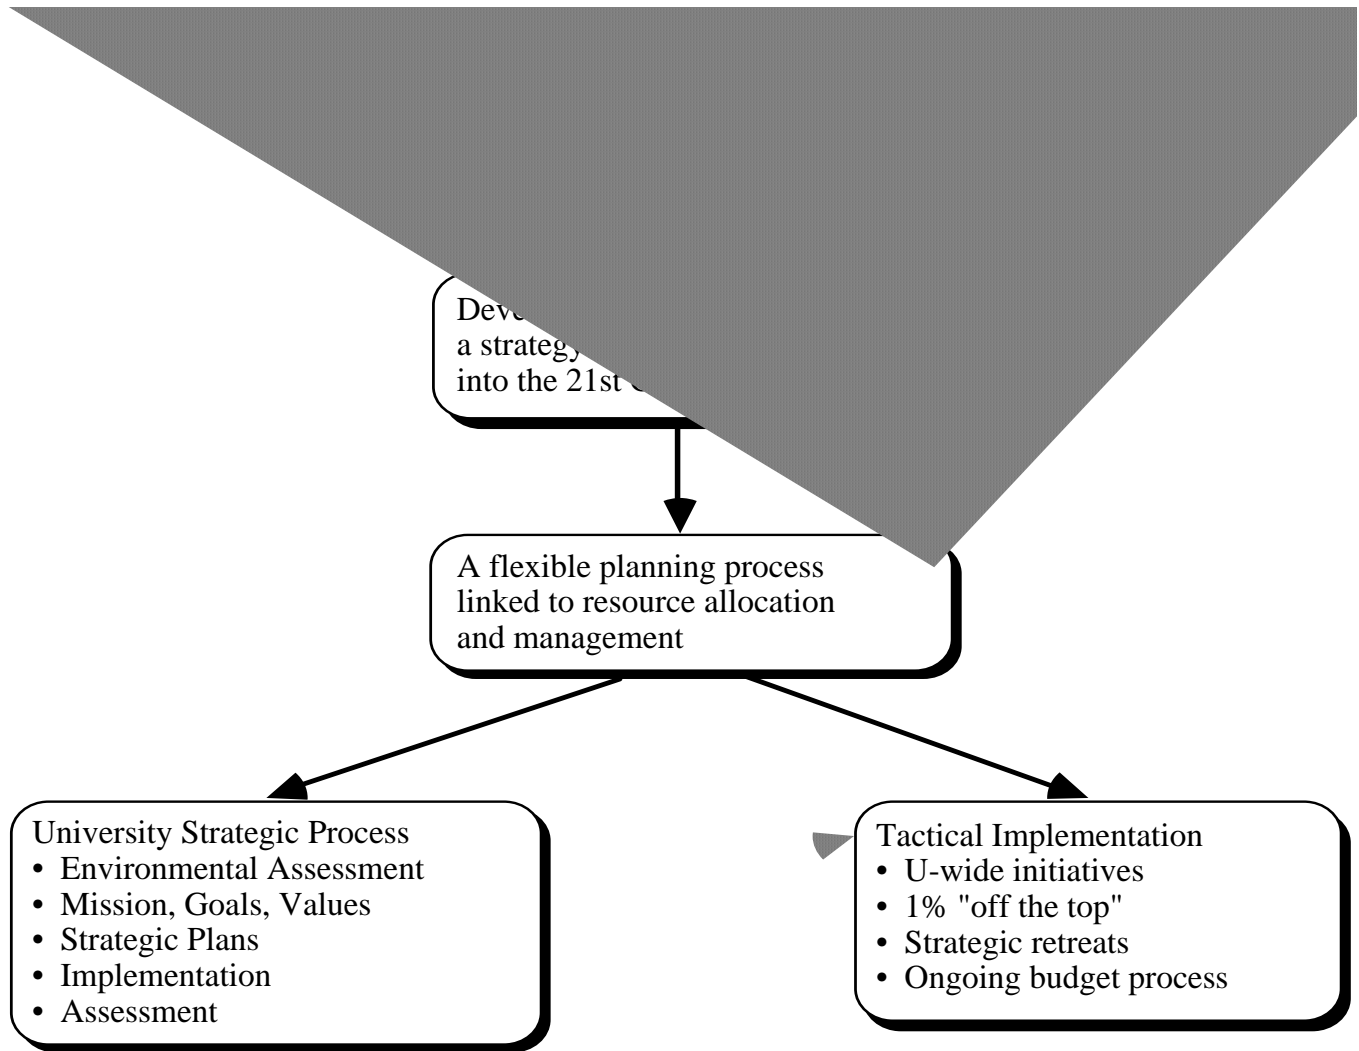 a strategy
into the 21st
A flexible planning process
linked to resource allocation
and management
University Strategic Process
• Environmental Assessment
• Mission, Goals, Values
• Strategic Plans
• Implementation
• Assessment
Tactical Implementation
• U-wide initiatives
• 1% "off the top"
• Strategic retreats
• Ongoing budget process